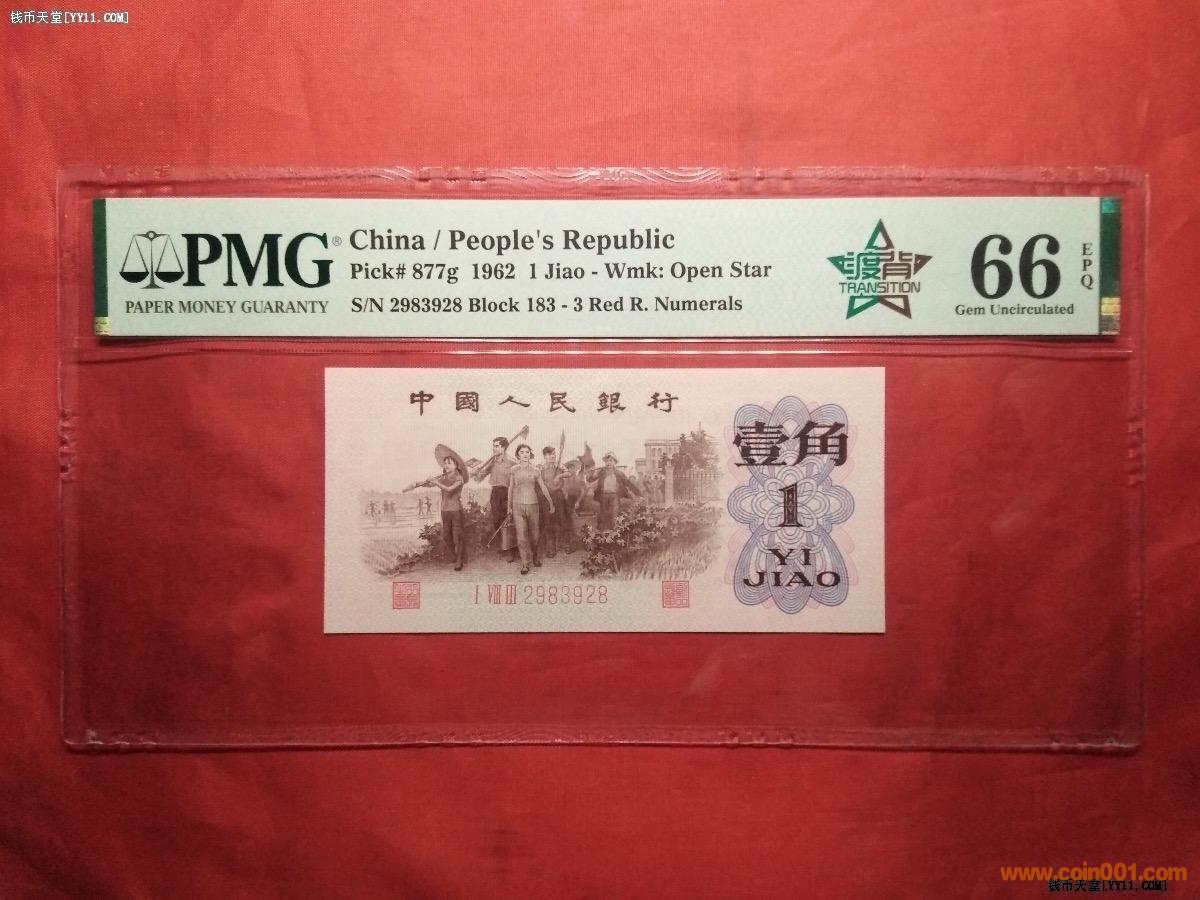 钱币天堂[YY11.COM]
PMG®
PAPER MONEY GUARANTY
China / People's Republic
Pick# 877g 1962 1 Jiao - Wmk: Open Star
S/N 2983928 Block 183 - 3 Red R. Numerals
渡背
TRANSITION
66
EPQ
Gem Uncirculated
中國人民銀行
壹角
1
YI
JIAO
I VIII III 2983928
www.coin001.com
钱币天堂[YY11.COM]